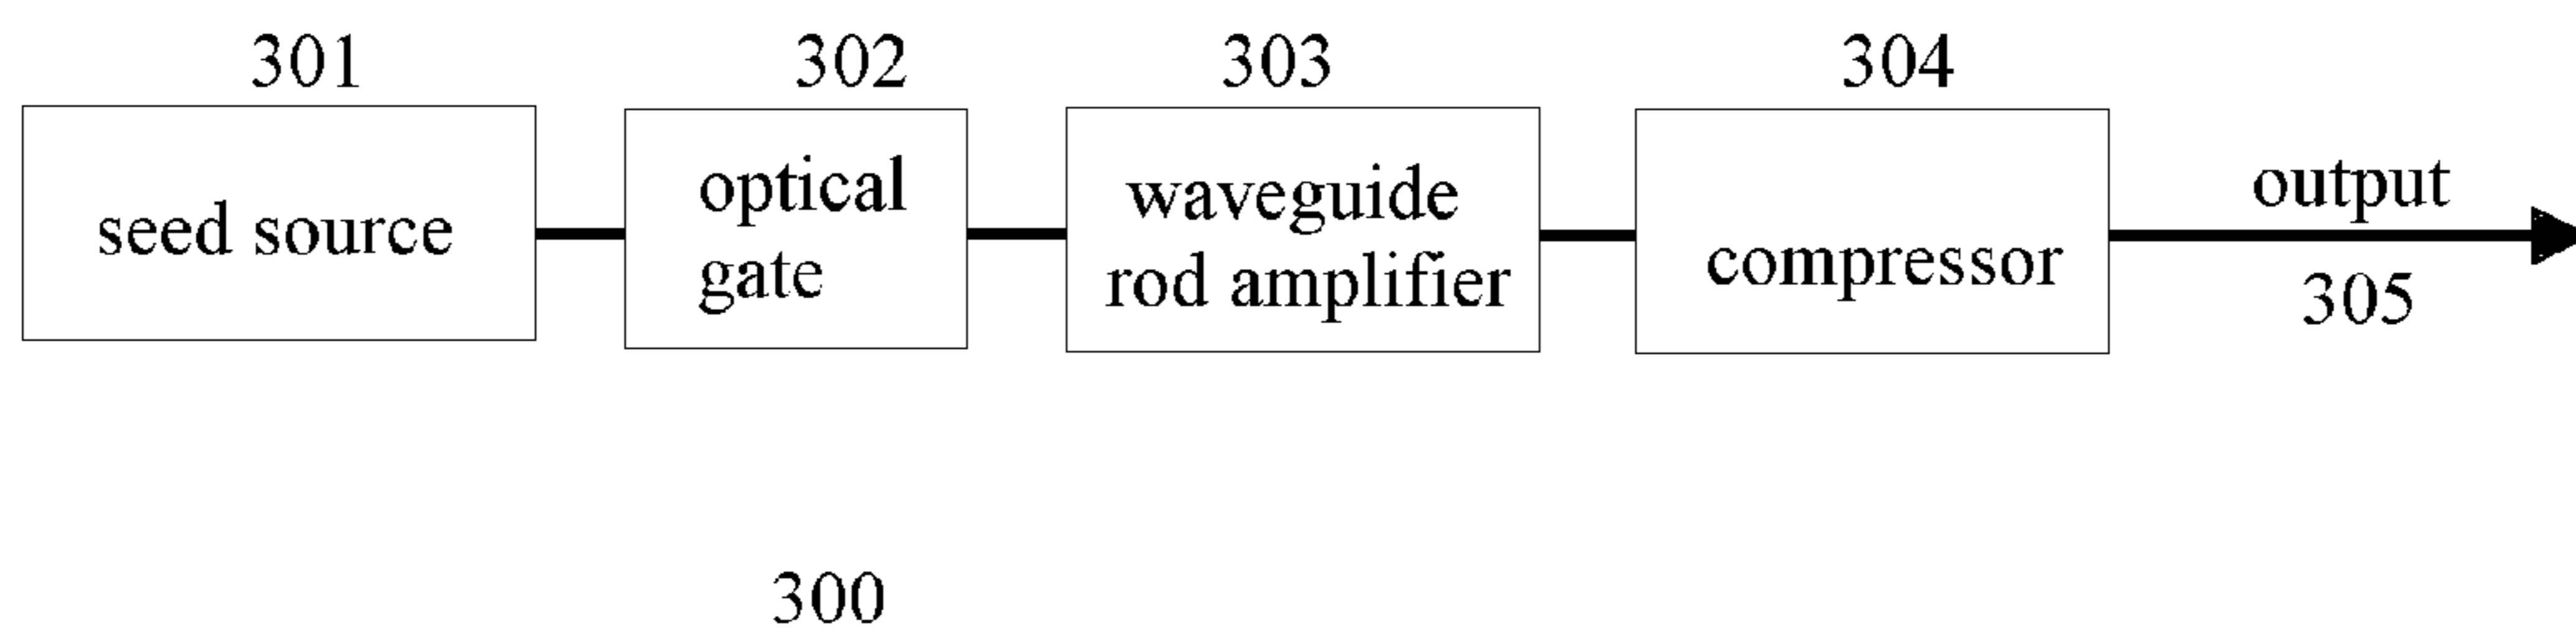 301
302
303
304
seed source
optical
gate
waveguide
rod amplifier
compressor
output
305
300